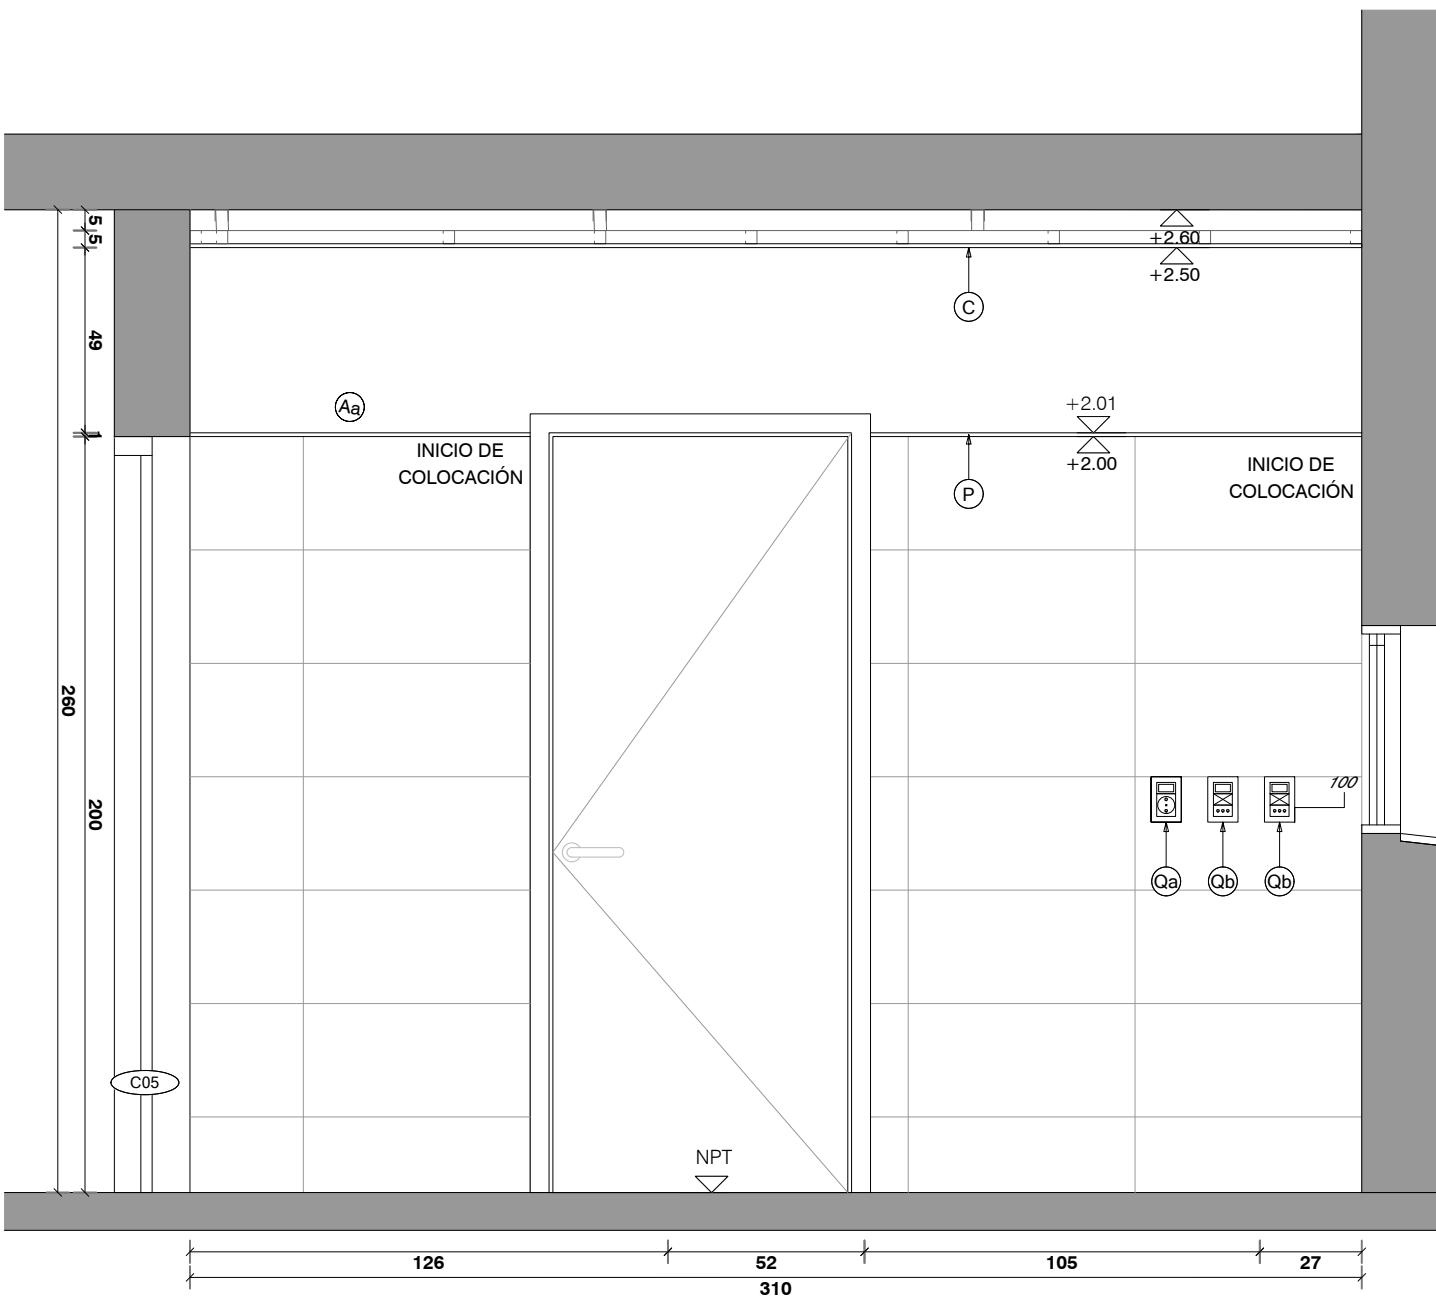 5
5
+2.60
+2.50
C
49
Aa
+2.01
1
INICIO DE
COLOCACIÓN
+2.00
P
INICIO DE
COLOCACIÓN
260
200
100
Qa
Qb
Qb
C05
NPT
126
52
105
27
310